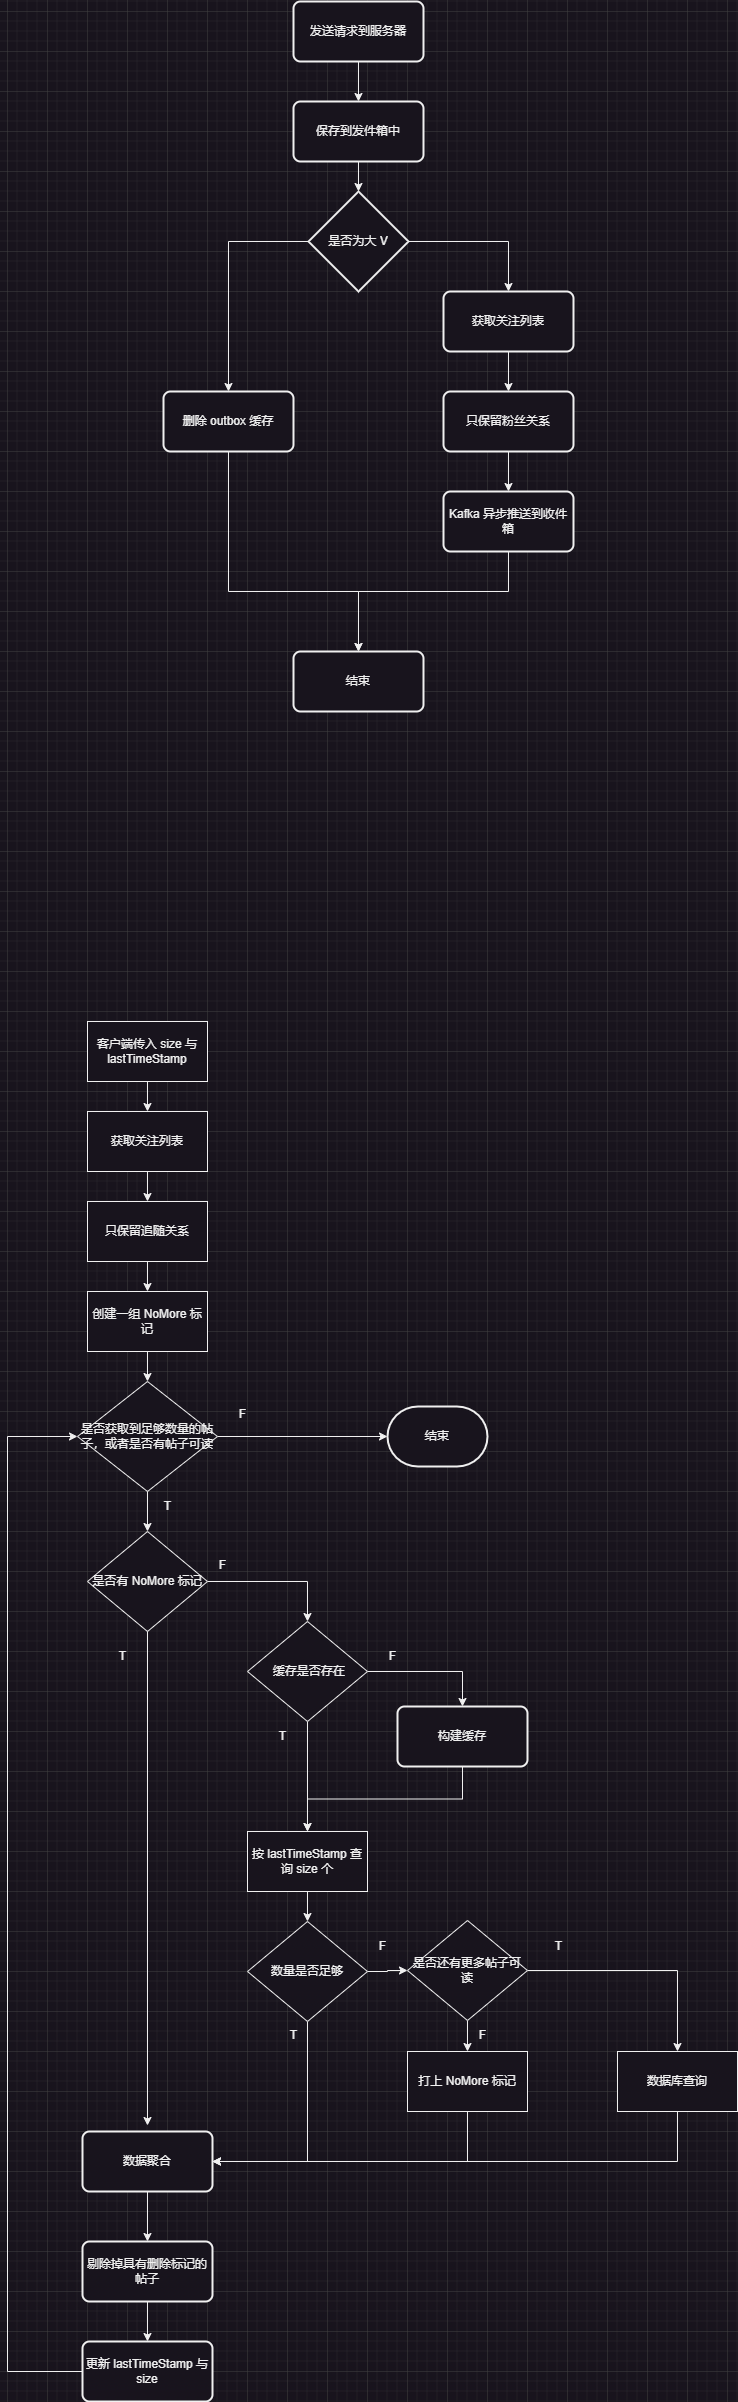 发送请求到服务器
保存到发件箱中
是否为大 V
获取关注列表
删除 outbox 缓存
只保留粉丝关系
Kafka 异步推送到收件
箱
结束
客户端传入 size 与
lastTimeStamp
获取关注列表
只保留追随关系
创建一组 NoMore 标
记
是否获取到足够数量的帖
子，或者是否有帖子可读
F
结束
T
是否有 NoMore 标记
F
T
缓存是否存在
F
T
构建缓存
按 lastTimeStamp 查
询 size 个
数量是否足够
F
是否还有更多帖子可
读
T
T
F
打上 NoMore 标记
数据库查询
数据聚合
剔除掉具有删除标记的
帖子
更新 lastTimeStamp 与
size